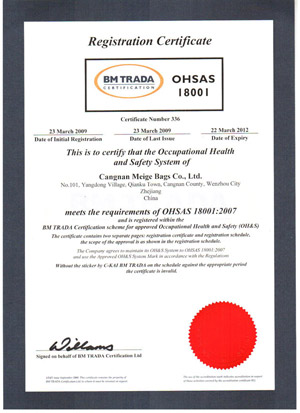 Registration Certificate
BM TRADA
CERTIFICATION
OHSAS
18001
Certificate Number 336
23 March 2009 23 March 2009 22 March 2012
Date of Initial Registration Date of Last Issue Date of Expiry
This is to certify that the Occupational Health
and Safety System of
Cangnan Meige Bags Co., Ltd.
No.101, Yangdong Village, Qianku Town, Cangnan County, Wenzhou City
Zhejiang
China
meets the requirements of OHSAS 18001:2007
and is registered within the
BM TRADA Certification scheme for approved Occupational Health and Safety (OH&S)
The certificate contains two separate pages: registration certificate and registration schedule,
the scope of the approval is as shown in the registration schedule.
The Company agrees to maintain its OH&S System to OHSAS 18001:2007
and use the Approved OH&S System Mark in accordance with the Regulations
Without the sticker by C-KAI BM TRADA on the schedule against the appropriate period
the certificate is invalid.
Williams
Signed on behalf of BM TRADA Certification Ltd